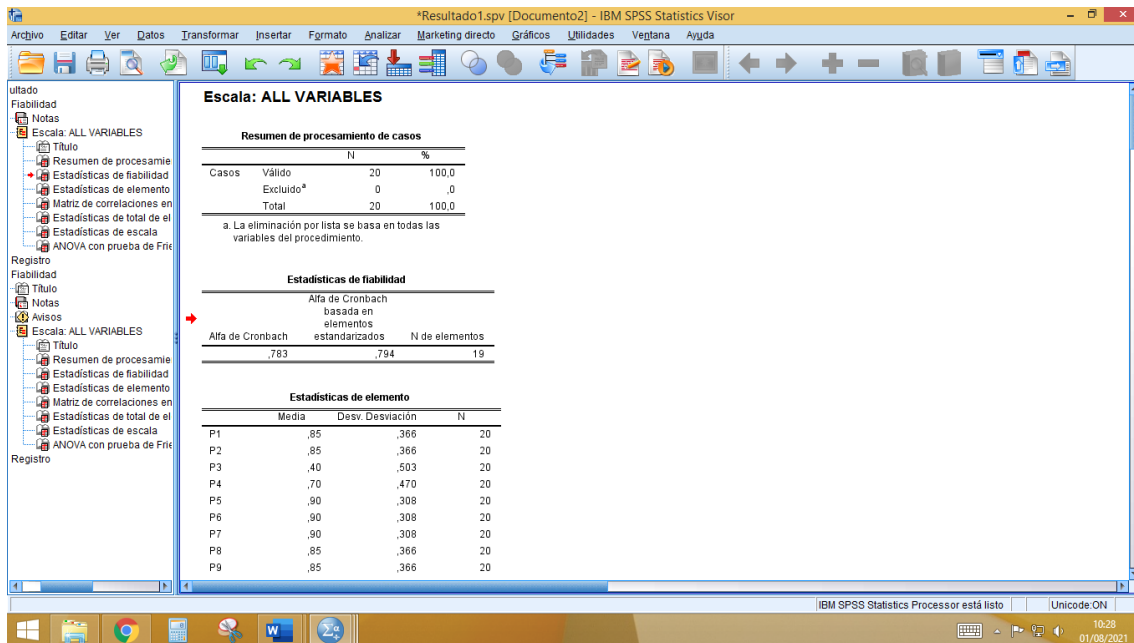 *Resultado1.spv [Documento2] - IBM SPSS Statistics Visor
Archivo Editar Ver Datos Transformar Insertar Formato Analizar Marketing directo Gráficos Utilidades Ventana Ayuda
ultado
Fiabilidad
Notas
Escala: ALL VARIABLES
Título
Resumen de procesamie
Estadísticas de fiabilidad
Estadísticas de elemento
Matriz de correlaciones en
Estadísticas de total de el
Estadísticas de escala
ANOVA con prueba de Frie
Registro
Fiabilidad
Título
Notas
Avisos
Escala: ALL VARIABLES
Título
Resumen de procesamie
Estadísticas de fiabilidad
Estadísticas de elemento
Matriz de correlaciones en
Estadísticas de total de el
Estadísticas de escala
ANOVA con prueba de Frie
Registro
Escala: ALL VARIABLES
Resumen de procesamiento de casos
N %
Casos Válido 20 100,0
Excluidoª 0 ,0
Total 20 100,0
a. La eliminación por lista se basa en todas las
variables del procedimiento.
Estadísticas de fiabilidad
Alfa de Cronbach
basada en
elementos
Alfa de Cronbach estandarizados N de elementos
,783 ,794 19
Estadísticas de elemento
Media Desv. Desviación N
P1 ,85 ,366 20
P2 ,85 ,366 20
P3 ,40 ,503 20
P4 ,70 ,470 20
P5 ,90 ,308 20
P6 ,90 ,308 20
P7 ,90 ,308 20
P8 ,85 ,366 20
P9 ,85 ,366 20
IBM SPSS Statistics Processor está listo Unicode:ON
10:28
01/08/2021